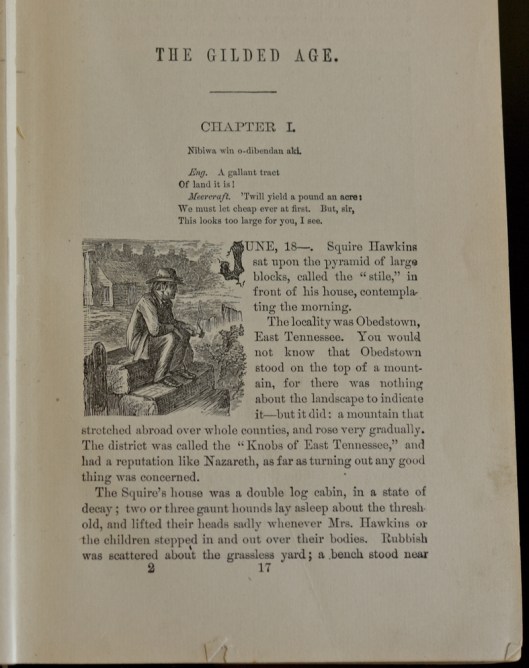 THE GILDED AGE.
CHAPTER I.
Nibiwa win o-dibendan aki.
Eng. A gallant tract
Of land it is!
Meercraft. 'Twill yield a pound an acre:
We must let cheap ever at first. But, sir,
This looks too large for you, I see.
JUNE, 18—. Squire Hawkins
sat upon the pyramid of large
blocks, called the "stile," in
front of his house, contempla-
ting the morning.
The locality was Obedstown,
East Tennessee. You would
not know that Obedstown
stood on the top of a mount-
ain, for there was nothing
about the landscape to indicate
it—but it did: a mountain that
stretched abroad over whole counties, and rose very gradually.
The district was called the "Knobs of East Tennessee," and
had a reputation like Nazareth, as far as turning out any good
thing was concerned.
The Squire's house was a double log cabin, in a state of
decay; two or three gaunt hounds lay asleep about the thresh-
old, and lifted their heads sadly whenever Mrs. Hawkins or
the children stepped in and out over their bodies. Rubbish
was scattered about the grassless yard; a bench stood near
2 17